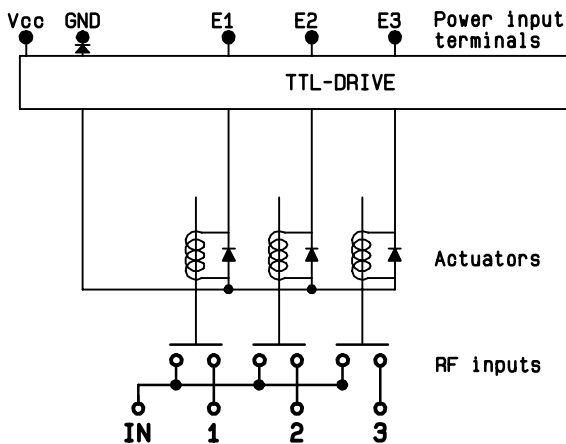 Vcc GND E1 E2 E3 Power input
terminals
TTL-DRIVE
Actuators
RF inputs
IN 1 2 3